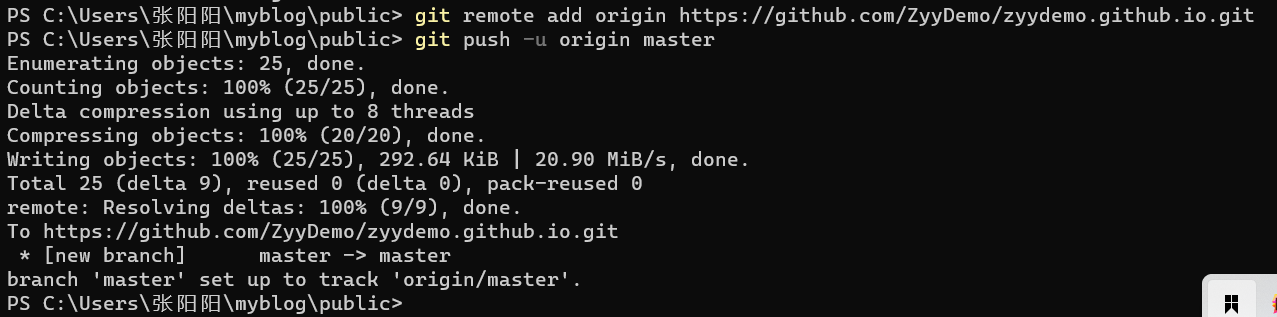 PS C:\Users\张阳阳\myblog\public> git remote add origin https://github.com/ZyyDemo/zyydemo.github.io.git
PS C:\Users\张阳阳\myblog\public> git push -u origin master
Enumerating objects: 25, done.
Counting objects: 100% (25/25), done.
Delta compression using up to 8 threads
Compressing objects: 100% (20/20), done.
Writing objects: 100% (25/25), 292.64 KiB | 20.90 MiB/s, done.
Total 25 (delta 9), reused 0 (delta 0), pack-reused 0
remote: Resolving deltas: 100% (9/9), done.
To https://github.com/ZyyDemo/zyydemo.github.io.git
 * [new branch]      master -> master
branch 'master' set up to track 'origin/master'.
PS C:\Users\张阳阳\myblog\public>